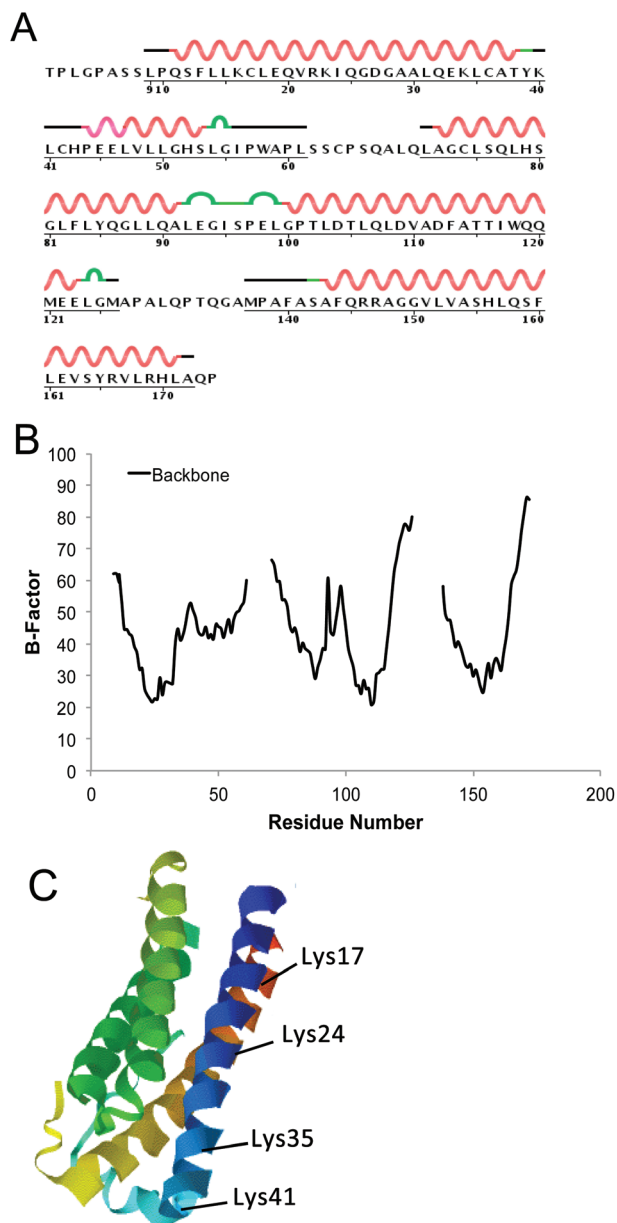 A
TPLGPASSLPQSFLLKCLEQVRKIQGDGAALQEKLCATYK
910 20 30 40
LCHPEELVLLGHSLGIPWAPLSSCPSQALQLAGCLSQLHS
41 50 60 80
GLFLYQGLLQALEGISPELGPTLDTLQLDVADFATTIWQQ
81 90 100 110 120
MEELGMAPALQPTQGAMPAFASAFQRRAGGVLVASHLQSF
121 140 150 160
LEVSYRVLRHLAQP
161 170
B
Backbone
B-Factor
100
90
80
70
60
50
40
30
20
10
0
0 50 100 150 200
Residue Number
C
Lys17
Lys24
Lys35
Lys41